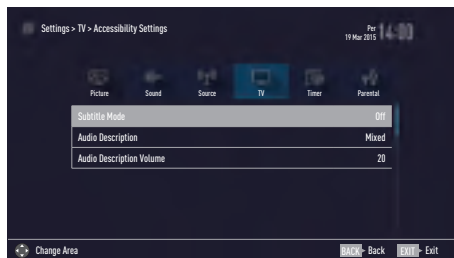 Settings > TV > Accessibility Settings
Per
19 Mar 2015 14:00
Picture Sound Source TV Timer Parental
Subtitle Mode Off
Audio Description Mixed
Audio Description Volume 20
Change Area BACK Back EXIT Exit